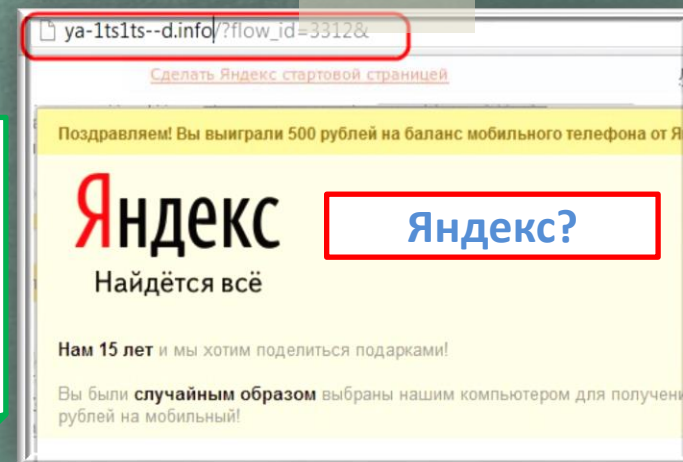 ya-1ts1ts--d.info/?flow_id=3312&
Сделать Яндекс стартовой страницей
Поздравляем! Вы выиграли 500 рублей на баланс мобильного телефона от
Яндекс
Яндекс?
Найдётся всё
Нам 15 лет и мы хотим поделиться подарками!
Вы были случайным образом выбраны нашим компьютером для
рублей на мобильный!